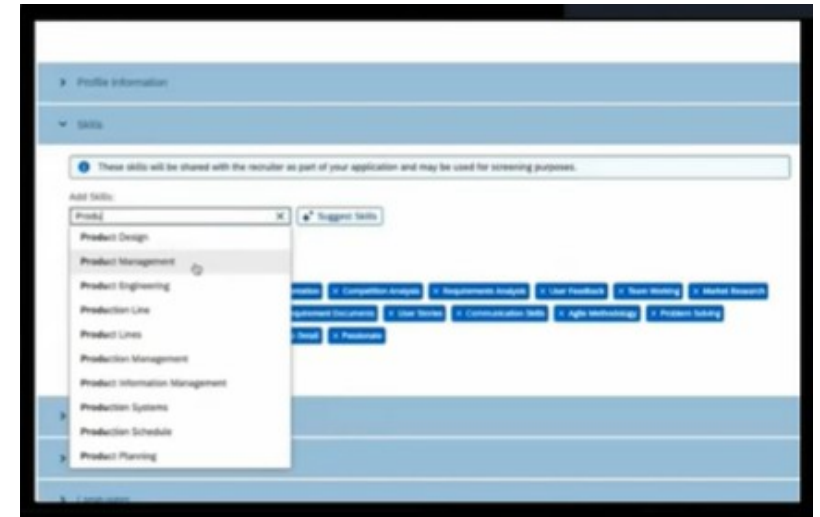 Profile Information
Skills
These skills will be shared with the recruiter as part of your application and may be used for screening purposes.
Add Skills:
Produ
Suggest Skills
Product Design
Product Management
Product Engineering
Production Line
Product Lines
Production Management
Product Information Management
Production Systems
Production Schedule
Product Planning
Competition Analysis Requirements Analysis User Feedback Team Working Market Research
Documents User Stories Communication Skills Agile Methodology Problem Solving
Detail Passionate
Languages